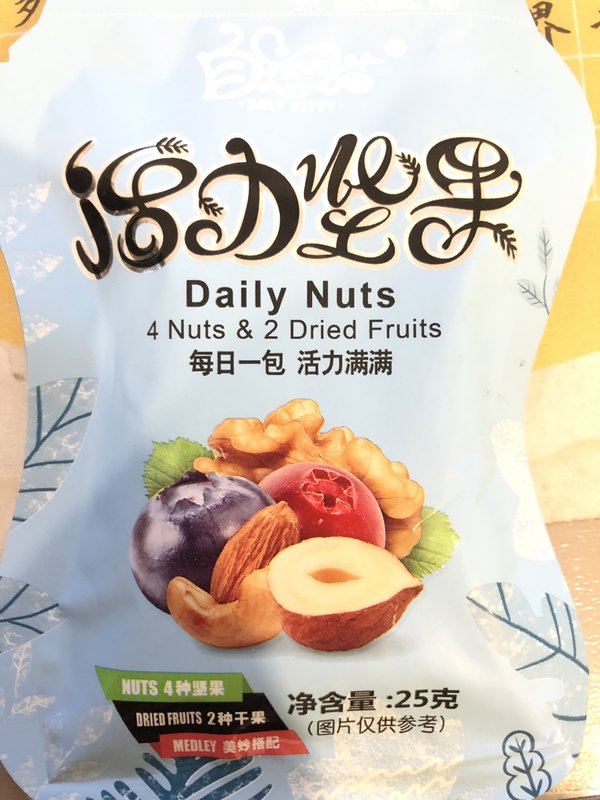 活力坚果
Daily Nuts
4 Nuts & 2 Dried Fruits
每日一包 活力满满
NUTS 4种坚果
DRIED FRUITS 2种干果
MEDLEY 美妙搭配
净含量:25克
(图片仅供参考)